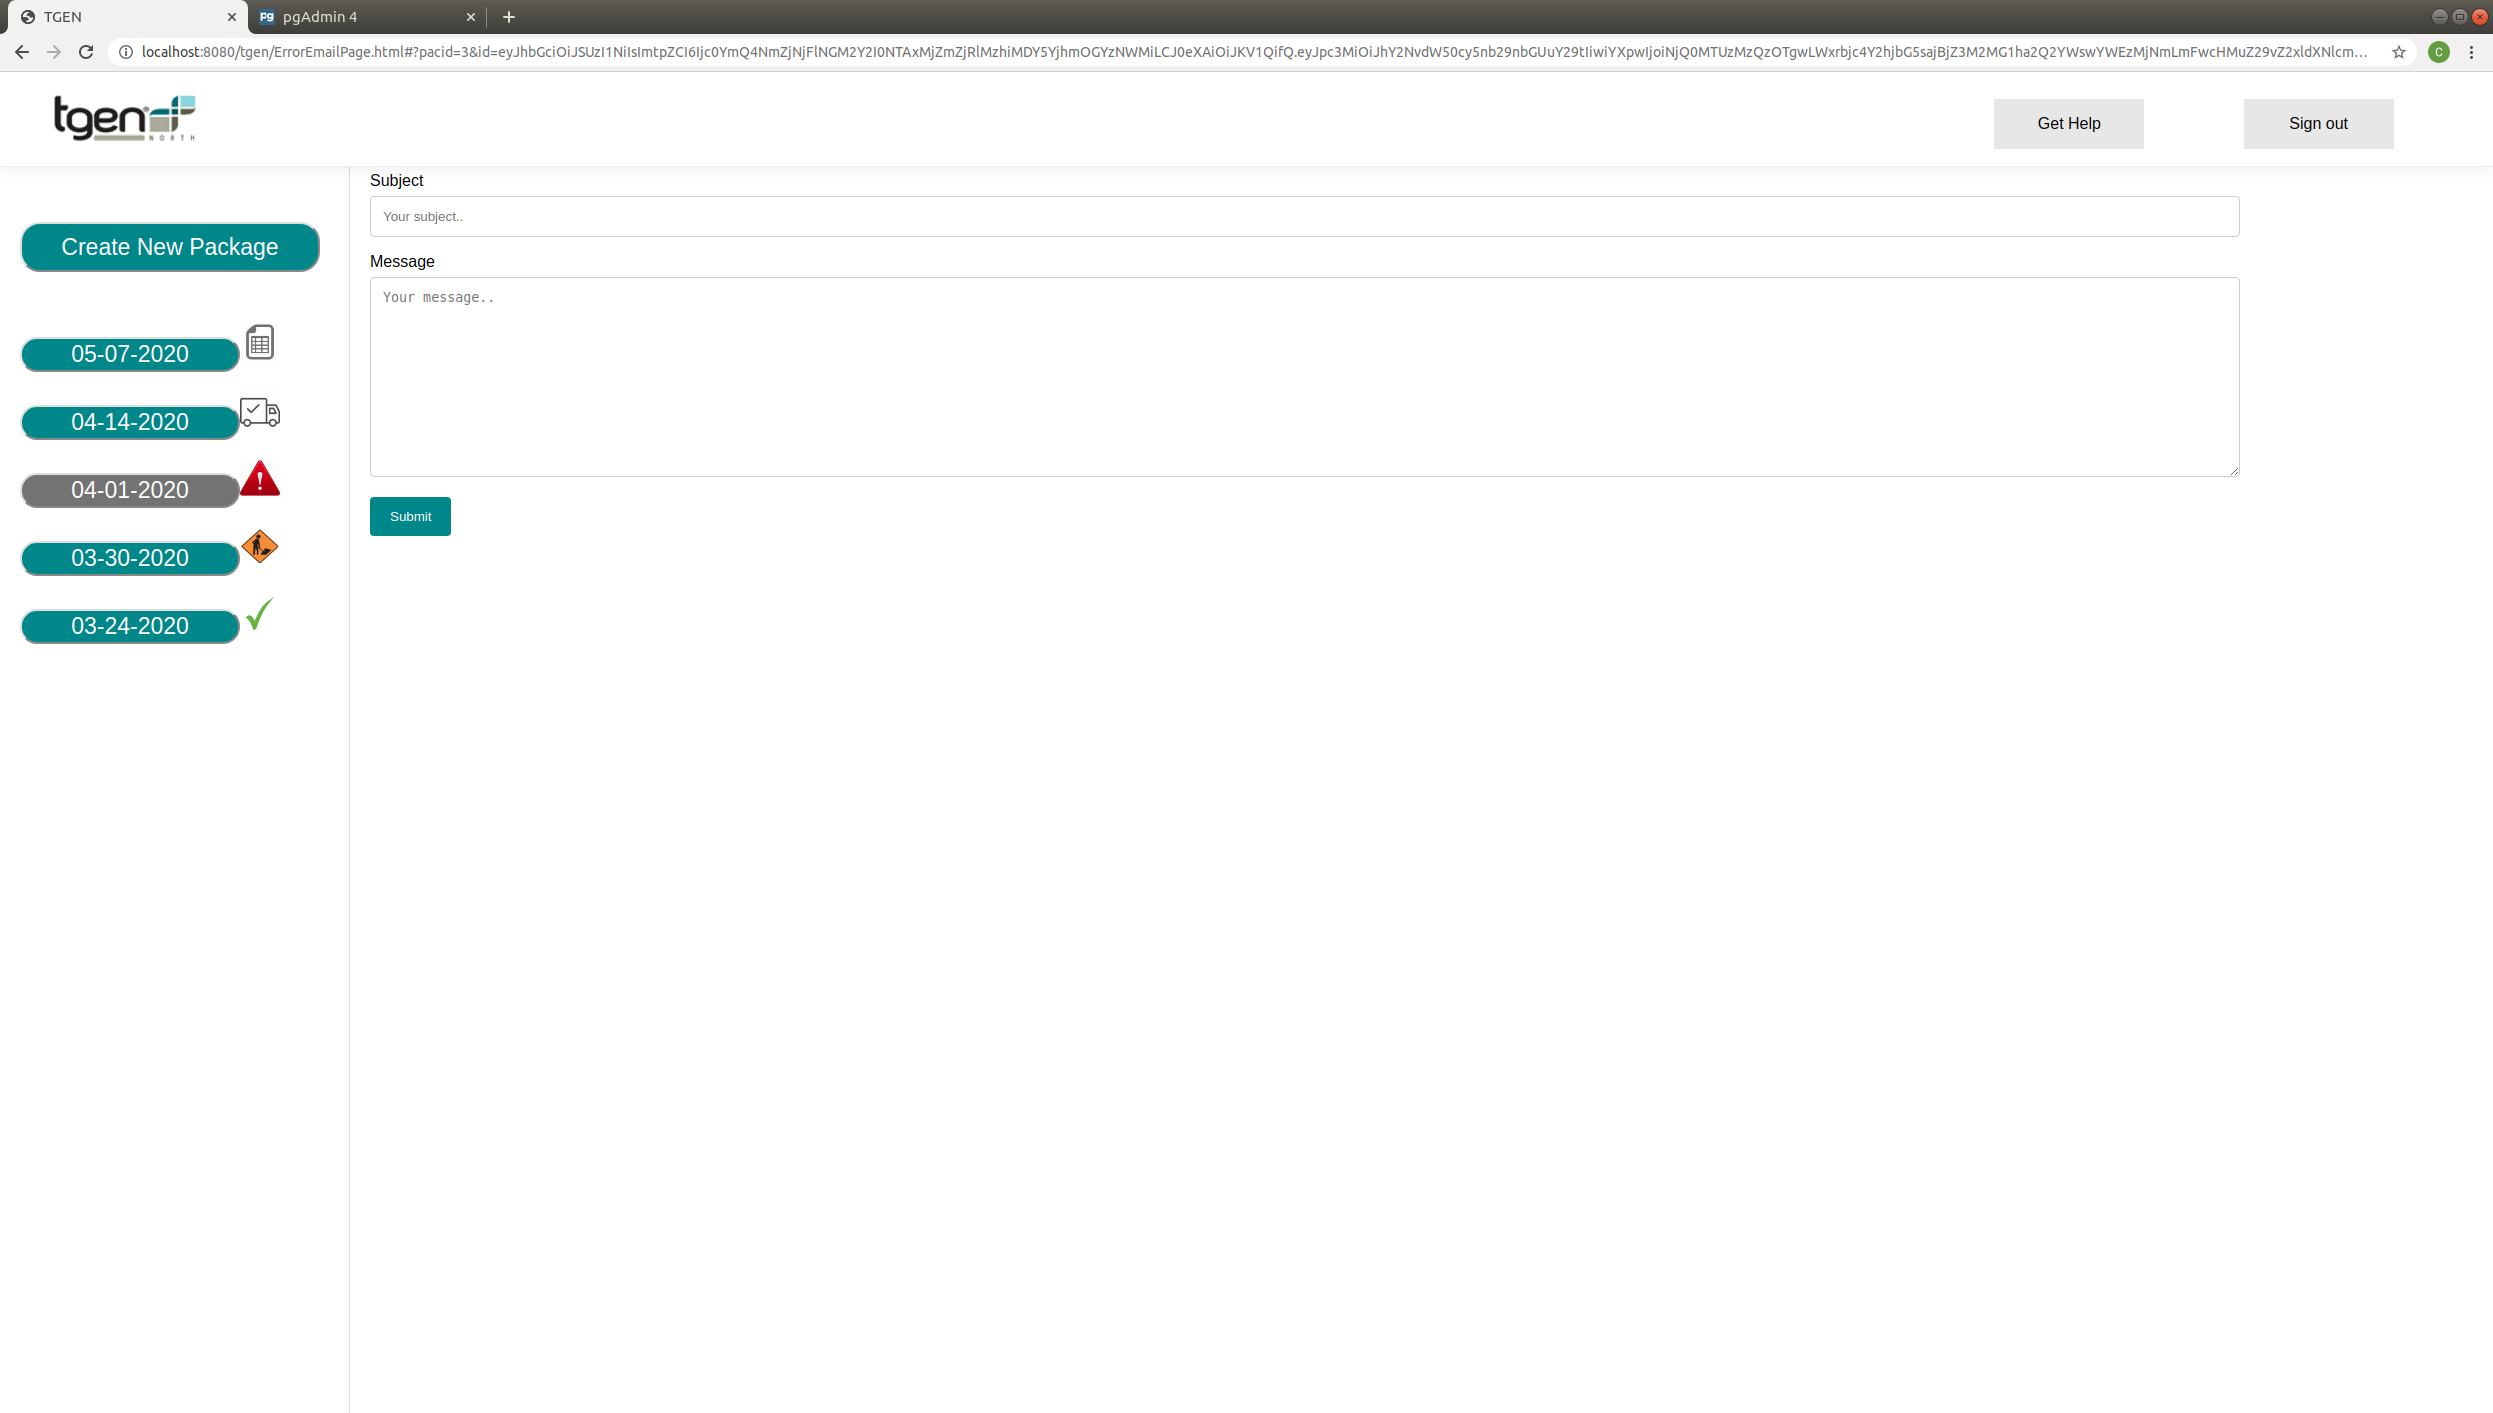 TGEN
pgAdmin 4
localhost:8080/tgen/ErrorEmailPage.html#?pacid=3&id=
C
tgen
NORTH
Get Help
Sign out
Create New Package
05-07-2020
04-14-2020
04-01-2020
03-30-2020
03-24-2020
Subject
Your subject..
Message
Your message..
Submit